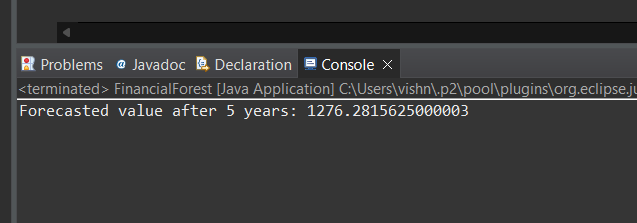 Problems Javadoc Declaration Console
<terminated> FinancialForest [Java Application] C:\Users\vishn\.p2\pool\plugins\org.eclipse.ju
Forecasted value after 5 years: 1276.2815625000003